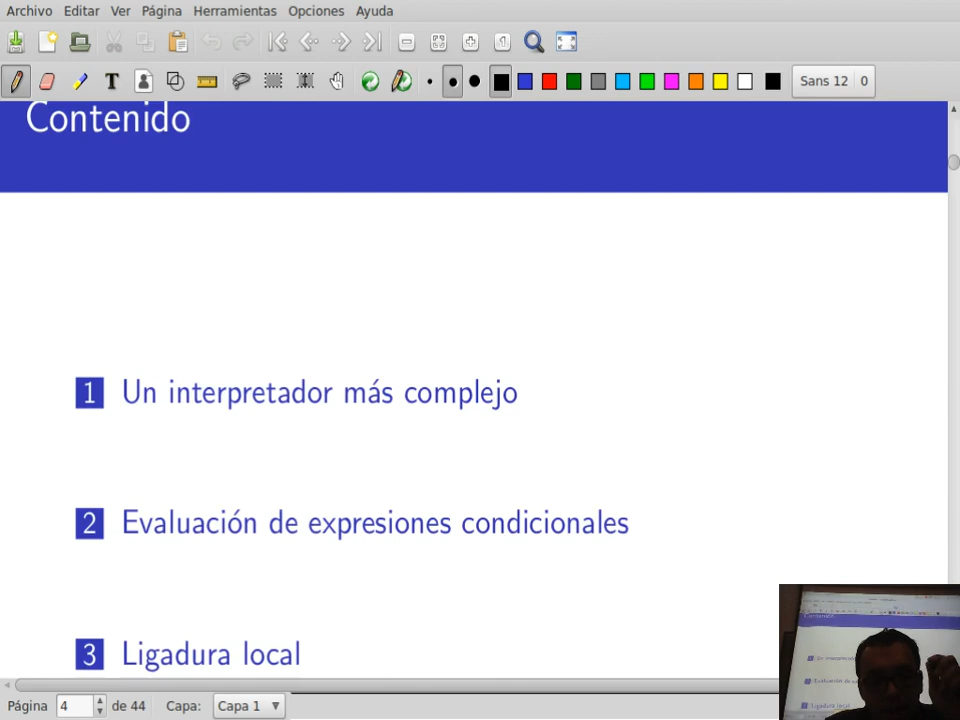 Archivo Editar Ver Página Herramientas Opciones Ayuda
T Sans 12 0
Contenido
1 Un interpretador más complejo
2 Evaluación de expresiones condicionales
3 Ligadura local
Página 4 de 44 Capa: Capa 1